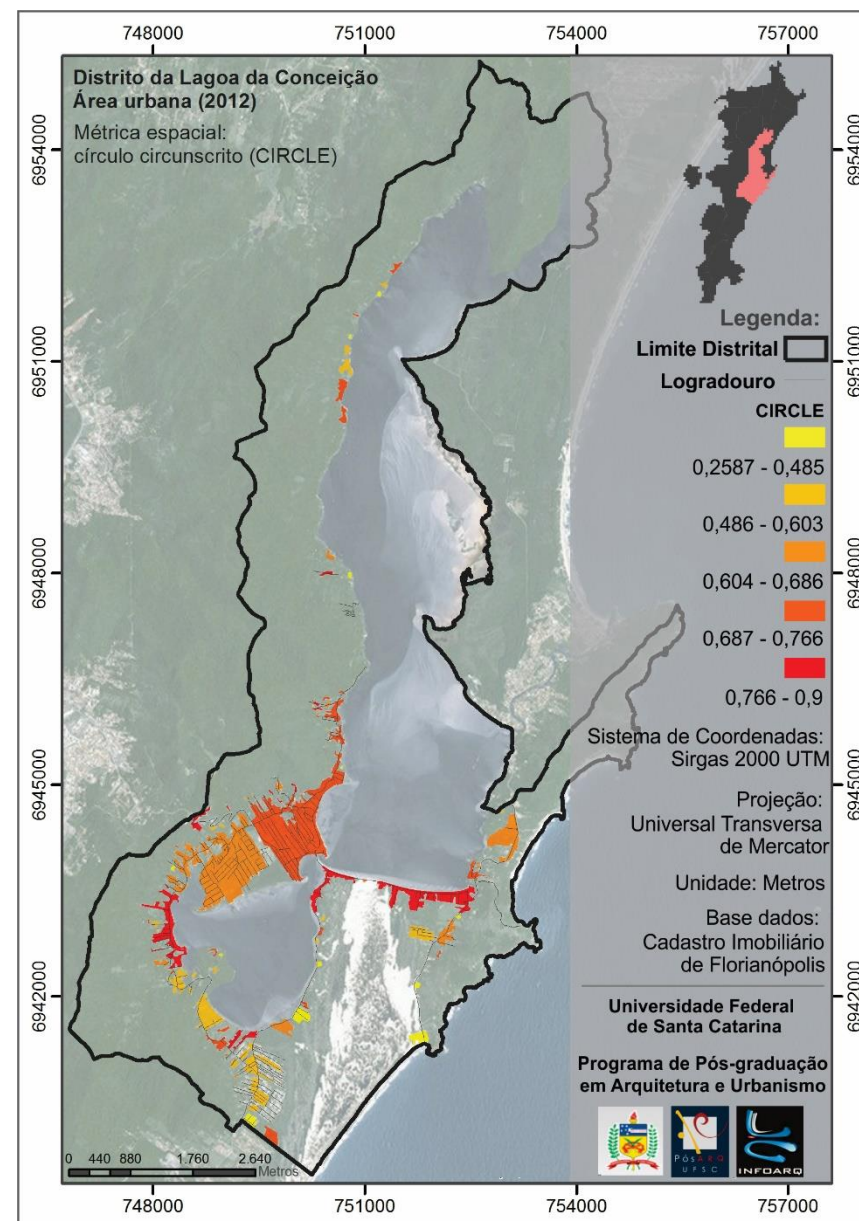 748000 751000 754000 757000
Distrito da Lagoa da Conceição
Área urbana (2012)
Métrica espacial:
círculo circunscrito (CIRCLE)
6954000 6954000
Legenda:
Limite Distrital
6951000 6951000
Logradouro
CIRCLE
0,2587 - 0,485
0,486 - 0,603
6948000 6948000
0,604 - 0,686
0,687 - 0,766
0,766 - 0,9
Sistema de Coordenadas:
Sirgas 2000 UTM
6945000 6945000
Projeção:
Universal Transversa
de Mercator
Unidade: Metros
Base dados:
Cadastro Imobiliário
de Florianópolis
6942000 6942000
Universidade Federal
de Santa Catarina
Programa de Pós-graduação
em Arquitetura e Urbanismo
0 440 880 1.760 2.640
Metros
PósARQ
UFSC
INFOARQ
748000 751000 754000 757000